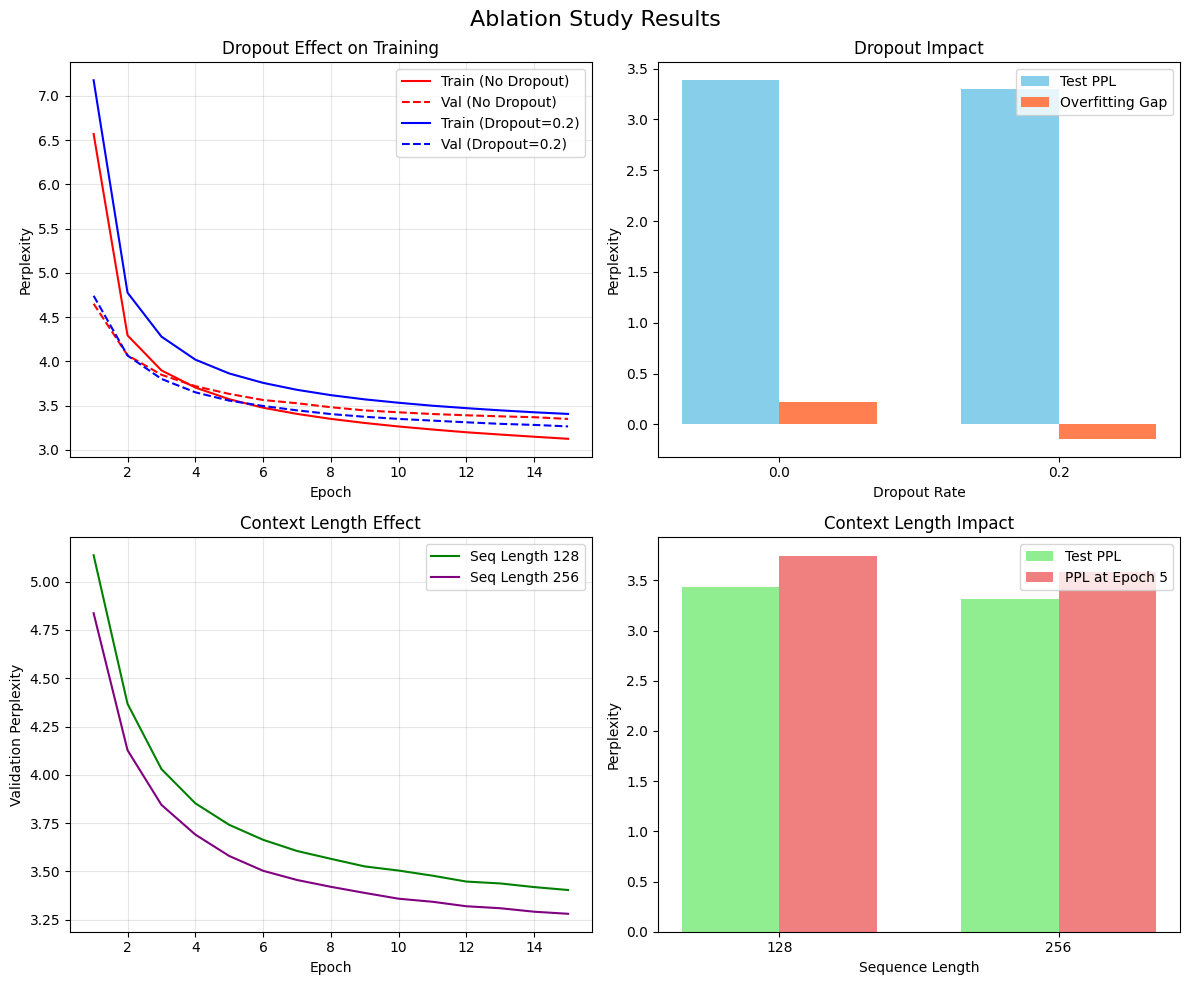 Ablation Study Results
Dropout Effect on Training
Train (No Dropout)
Val (No Dropout)
Train (Dropout=0.2)
Val (Dropout=0.2)
Perplexity
7.0
6.5
6.0
5.5
5.0
4.5
4.0
3.5
3.0
2 4 6 8 10 12 14
Epoch
Dropout Impact
Test PPL
Overfitting Gap
Perplexity
3.5
3.0
2.5
2.0
1.5
1.0
0.5
0.0
0.0 0.2
Dropout Rate
Context Length Effect
Seq Length 128
Seq Length 256
Validation Perplexity
5.00
4.75
4.50
4.25
4.00
3.75
3.50
3.25
2 4 6 8 10 12 14
Epoch
Context Length Impact
Test PPL
PPL at Epoch 5
Perplexity
3.5
3.0
2.5
2.0
1.5
1.0
0.5
0.0
128 256
Sequence Length